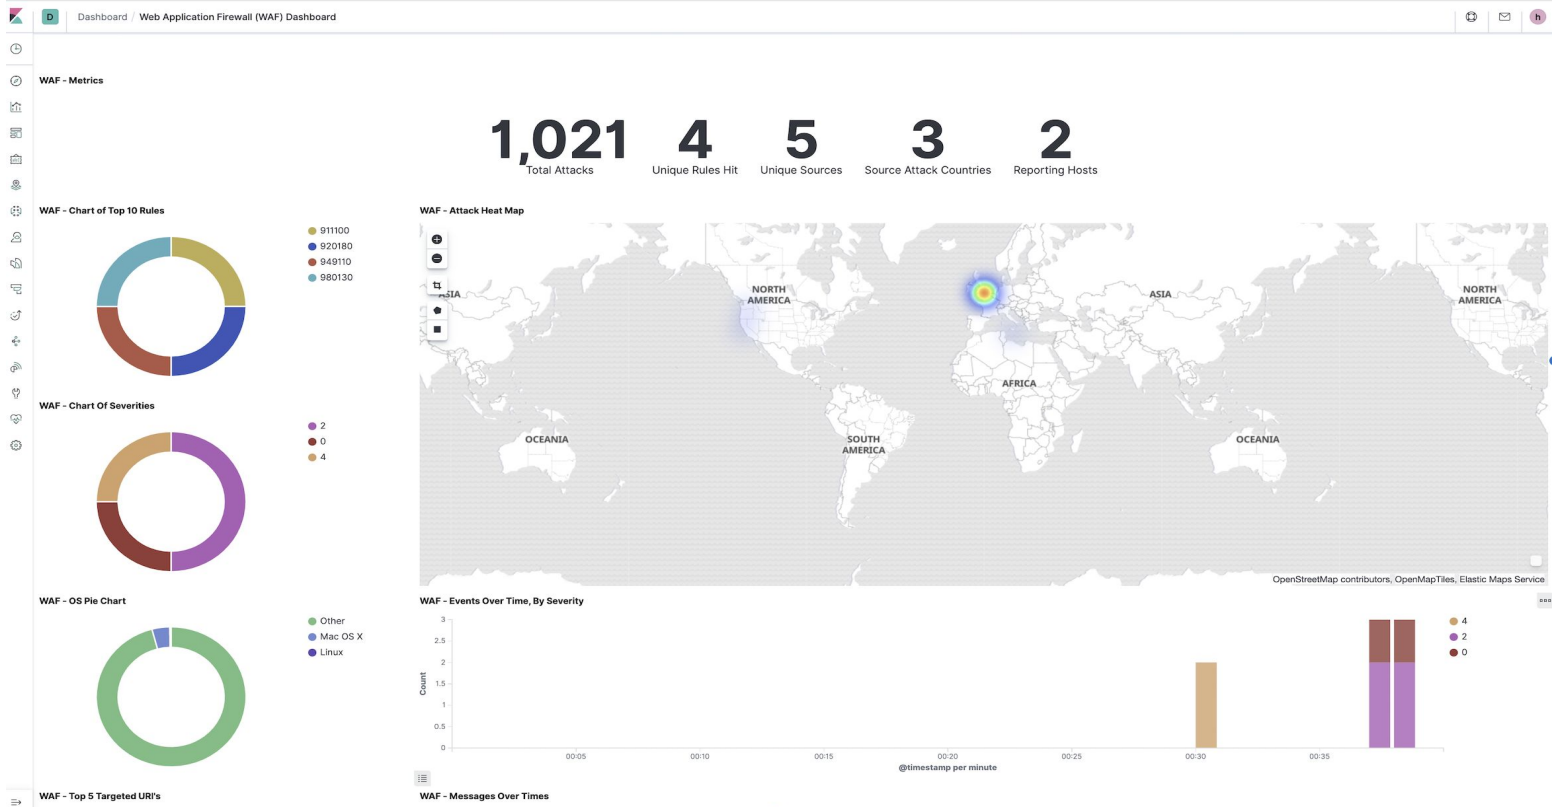 D Dashboard / Web Application Firewall (WAF) Dashboard h
WAF - Metrics
1,021 4 5 3 2
Total Attacks Unique Rules Hit Unique Sources Source Attack Countries Reporting Hosts
WAF - Chart of Top 10 Rules
911100
920180
949110
980130
WAF - Attack Heat Map
ASIA
NORTH
AMERICA
ASIA
NORTH
AMERICA
AFRICA
OCEANIA
SOUTH
AMERICA
OCEANIA
OpenStreetMap contributors, OpenMapTiles, Elastic Maps Service
WAF - Chart Of Severities
2
0
4
WAF - OS Pie Chart
Other
Mac OS X
Linux
WAF - Events Over Time, By Severity
3
2.5
2
1.5
1
0.5
0
Count
00:05 00:10 00:15 00:20 00:25 00:30 00:35
@timestamp per minute
4
2
0
WAF - Top 5 Targeted URI's
WAF - Messages Over Times